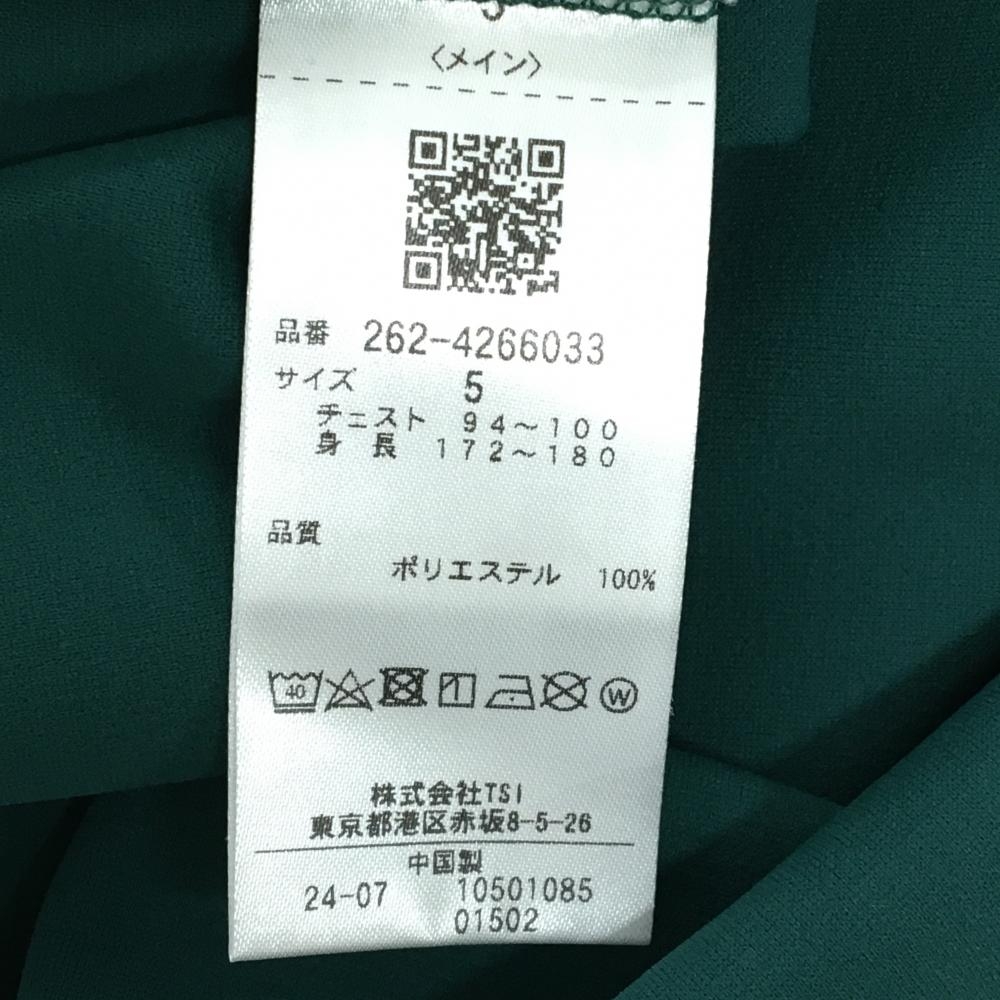 〈メイン〉
品番 262-4266033
サイズ 5
チェスト 94～100
身長 172～180
品質
ポリエステル 100%
40
W
株式会社TSI
東京都港区赤坂8-5-26
中国製
24-07 10501085
01502